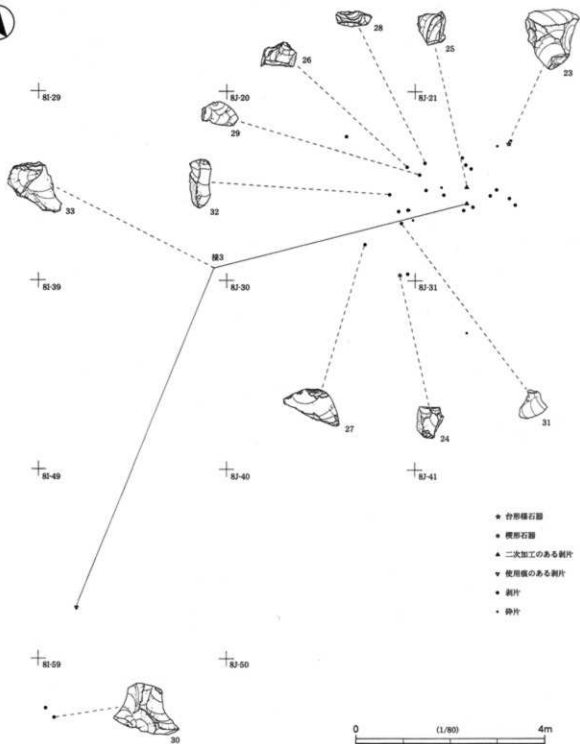 28
25
26
23
8I-29
8J-20
8J-21
29
33
32
接3
8I-39
8J-30
8J-31
27
24
31
8I-49
8J-40
8J-41
台形様石器
楔形石器
二次加工のある剥片
使用痕のある剥片
剥片
砕片
8I-59
8J-50
30
0 (1/80) 4m